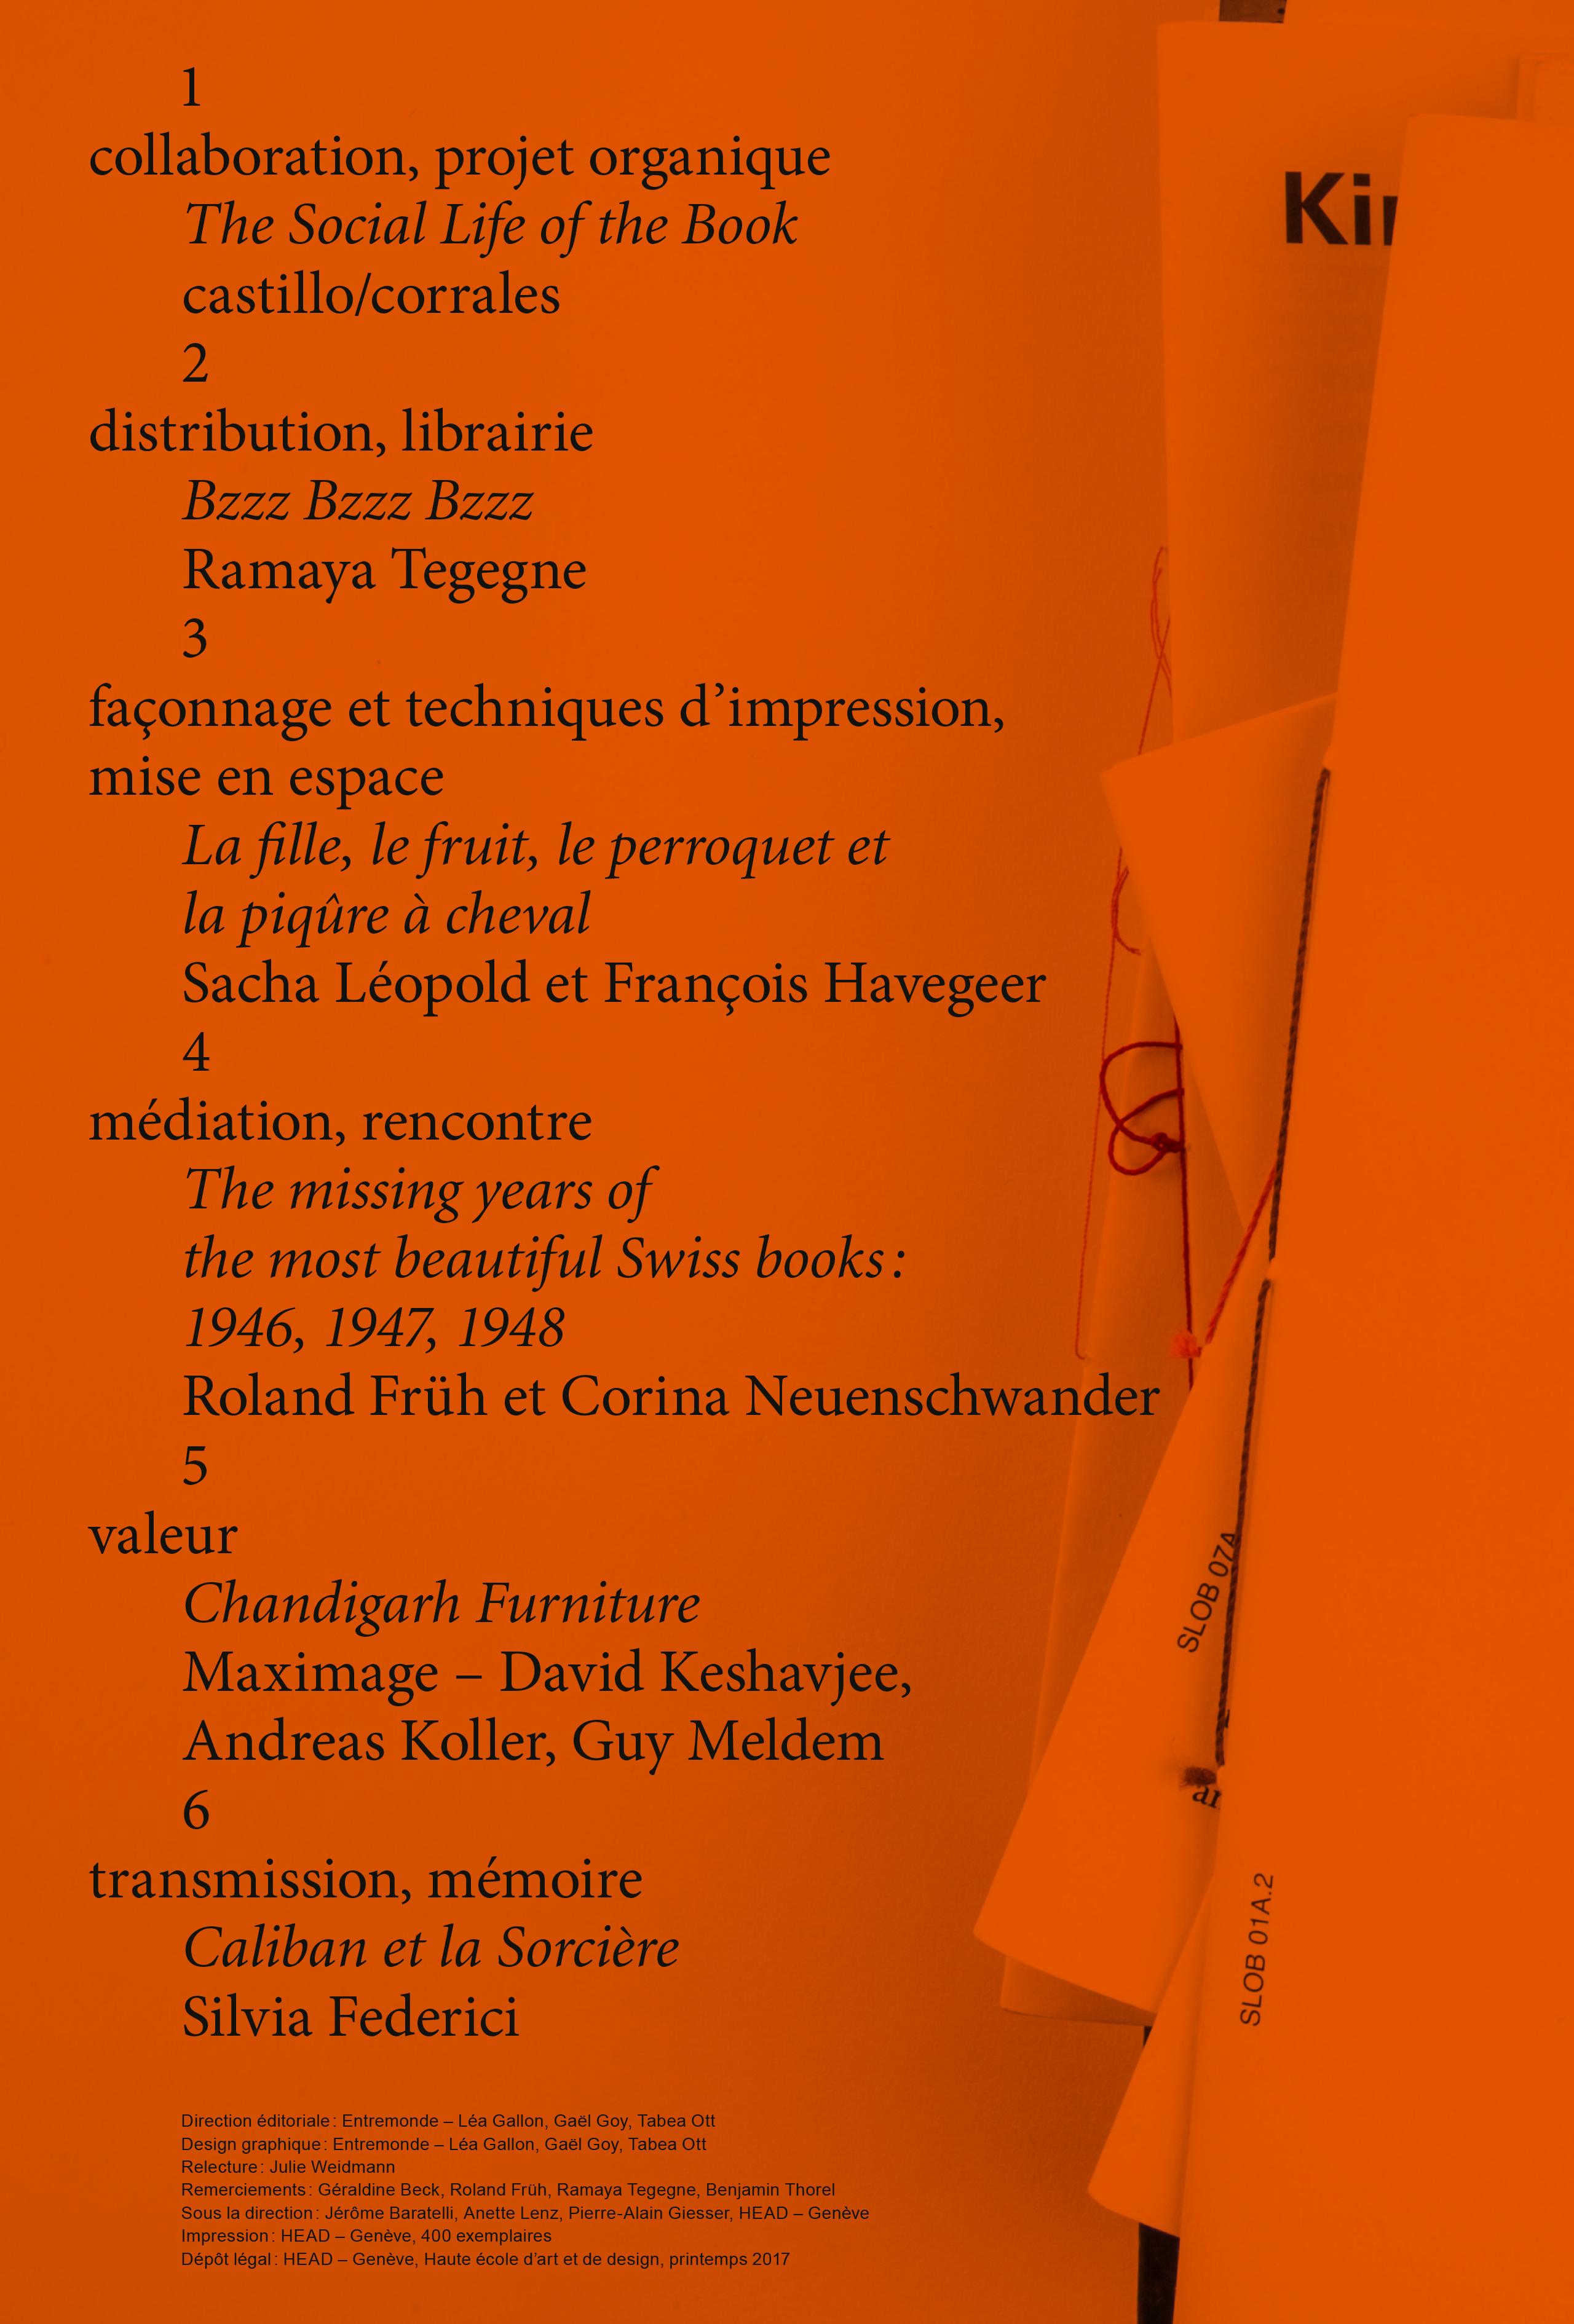 1
collaboration, projet organique
The Social Life of the Book
castillo/corrales
2
distribution, librairie
Bzzz Bzzz Bzzz
Ramaya Tegegne
3
façonnage et techniques d’impression,
mise en espace
La fille, le fruit, le perroquet et
la piqûre à cheval
Sacha Léopold et François Havegeer
4
médiation, rencontre
The missing years of
the most beautiful Swiss books :
1946, 1947, 1948
Roland Früh et Corina Neuenschwander
5
valeur
Chandigarh Furniture
Maximage – David Keshavjee,
Andreas Koller, Guy Meldem
6
transmission, mémoire
Caliban et la Sorcière
Silvia Federici
Direction éditoriale : Entremonde – Léa Gallon, Gaël Goy, Tabea Ott
Design graphique : Entremonde – Léa Gallon, Gaël Goy, Tabea Ott
Relecture : Julie Weidmann
Remerciements : Géraldine Beck, Roland Früh, Ramaya Tegegne, Benjamin Thorel
Sous la direction : Jérôme Baratelli, Anette Lenz, Pierre-Alain Giesser, HEAD – Genève
Impression : HEAD – Genève, 400 exemplaires
Dépôt légal : HEAD – Genève, Haute école d’art et de design, printemps 2017
SLOB 07A
SLOB 01A.2